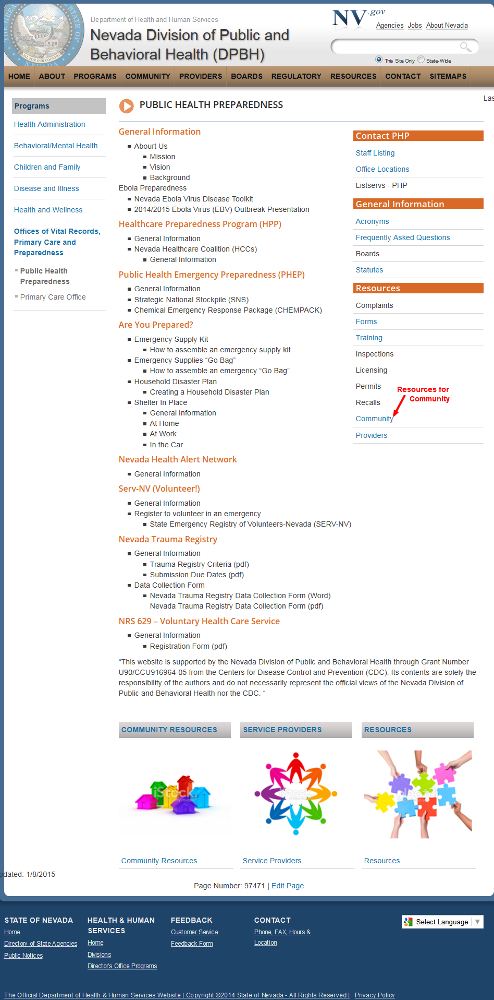 Department of Health and Human Services
Nevada Division of Public and
Behavioral Health (DPBH)
NV.gov
Agencies Jobs About Nevada
This Site Only State-Wide
HOME ABOUT PROGRAMS COMMUNITY PROVIDERS BOARDS REGULATORY RESOURCES CONTACT SITEMAPS
Las
Programs
Health Administration
Behavioral/Mental Health
Children and Family
Disease and Illness
Health and Wellness
Offices of Vital Records,
Primary Care and
Preparedness
Public Health
Preparedness
Primary Care Office
PUBLIC HEALTH PREPAREDNESS
General Information
Abourt Us
Mission
Vision
Background
Ebola Preparedness
Nevada Ebola Virus Disease Toolkit
2014/2015 Ebola Virus (EBV) Outbreak Presentation
Healthcare Preparedness Program (HPP)
General Information
Nevada Healthcare Coalition (HCCs)
General Information
Public Health Emergency Preparedness (PHEP)
General Information
Strategic National Stockpile (SNS)
Chemical Emergency Response Package (CHEMPACK)
Are You Prepared?
Emergency Supply Kit
How to assemble an emergency supply kit
Emergency Supplies “Go Bag”
How to assemble an emergency “Go Bag”
Household Disaster Plan
Creating a Household Disaster Plan
Shelter In Place
General Information
At Home
At Work
In the Car
Nevada Health Alert Network
General Information
Serv-NV (Volunteer!)
General Information
Register to volunteer in an emergency
State Emergency Registry of Volunteers-Nevada (SERV-NV)
Nevada Trauma Registry
General Information
Trauma Registry Criteria (pdf)
Submission Due Dates (pdf)
Data Collection Form
Nevada Trauma Registry Data Collection Form (Word)
Nevada Trauma Registry Data Collection Form (pdf)
NRS 629 – Voluntary Health Care Service
General Information
Registration Form (pdf)
“This website is supported by the Nevada Division of Public and Behavioral Health through Grant Number
U90/CCU916964-05 from the Centers for Disease Control and Prevention (CDC). Its contents are solely the
responsibility of the authors and do not necessarily represent the official views of the Nevada Division of
Public and Behavioral Health nor the CDC. “
Contact PHP
Staff Listing
Office Locations
Listservs - PHP
General Information
Acronyms
Frequently Asked Questions
Boards
Statutes
Resources
Complaints
Forms
Training
Inspections
Licensing
Permits
Recalls
Community
Providers
Resources for
Community
COMMUNITY RESOURCES SERVICE PROVIDERS RESOURCES
iStock
iStock
Community Resources Service Providers Resources
pdated: 1/8/2015
Page Number: 97471 | Edit Page
STATE OF NEVADA
Home
Directory of State Agencies
Public Notices
HEALTH & HUMAN
SERVICES
Home
Divisions
Director's Office Programs
FEEDBACK
Customer Service
Feedback Form
CONTACT
Phone, FAX, Hours &
Location
Select Language ▼
The Official Department of Health & Human Services Website | Copyright ©2014 State of Nevada - All Rights Reserved | Privacy Policy